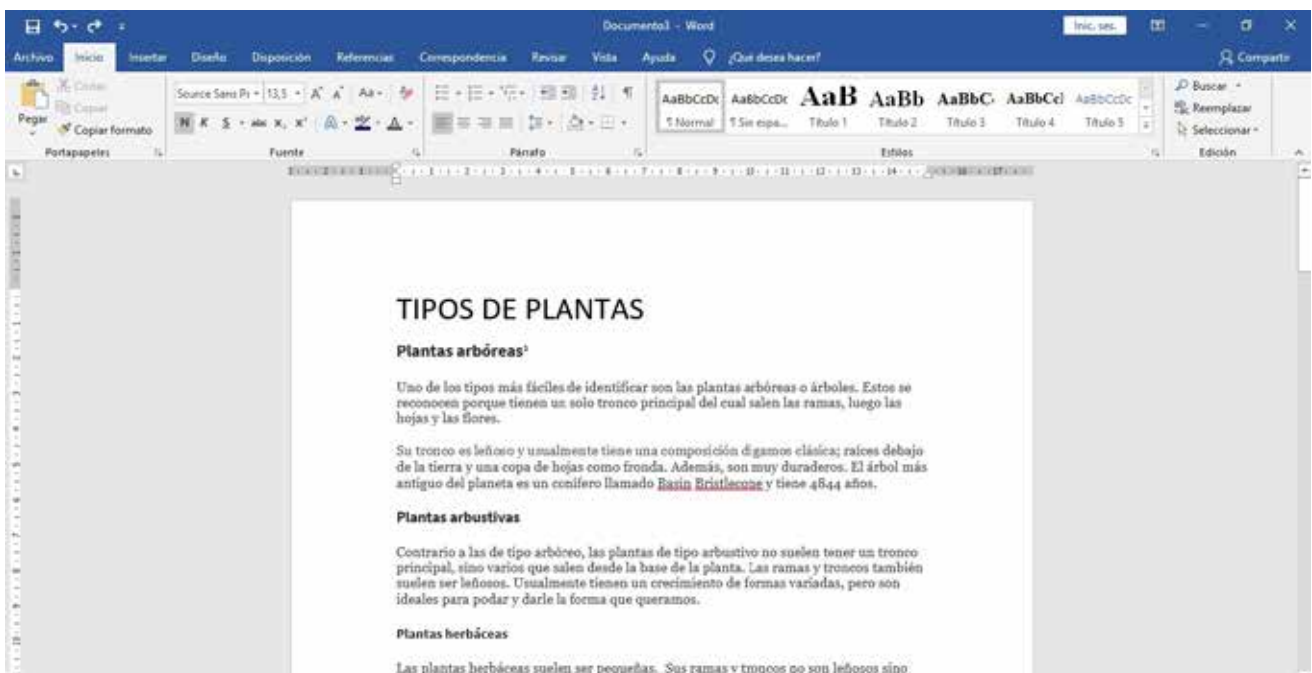 Documento1 - Word
Inic. ses.
Archivo Inicio Insertar Diseño Disposición Referencias Correspondencia Revisar Vista Ayuda ¿Qué desea hacer? Compartir
Pegar
Cortar
Copiar
Copiar formato
Portapapeles
Source Sans Pr 13,5 A A Aa
N K S abc x, x' A A
Fuente
Párrafo
AaBbCcDc AaBbCcDc AaB AaBb AaBbC AaBbCcI AaBbCcDc
¶ Normal ¶ Sin espa... Título 1 Título 2 Título 3 Título 4 Título 5
Estilos
Buscar
Reemplazar
Seleccionar
Edición
TIPOS DE PLANTAS
Plantas arbóreas¹
Uno de los tipos más fáciles de identificar son las plantas arbóreas o árboles. Estos se
reconocen porque tienen un solo tronco principal del cual salen las ramas, luego las
hojas y las flores.
Su tronco es leñoso y usualmente tiene una composición digamos clásica; raíces debajo
de la tierra y una copa de hojas como fronda. Además, son muy duraderos. El árbol más
antiguo del planeta es un conífero llamado Basin Bristlecone y tiene 4844 años.
Plantas arbustivas
Contrario a las de tipo arbóreo, las plantas de tipo arbustivo no suelen tener un tronco
principal, sino varios que salen desde la base de la planta. Las ramas y troncos también
suelen ser leñosos. Usualmente tienen un crecimiento de formas variadas, pero son
ideales para podar y darle la forma que queramos.
Plantas herbáceas
Las plantas herbáceas suelen ser pequeñas. Sus ramas y troncos no son leñosos sino